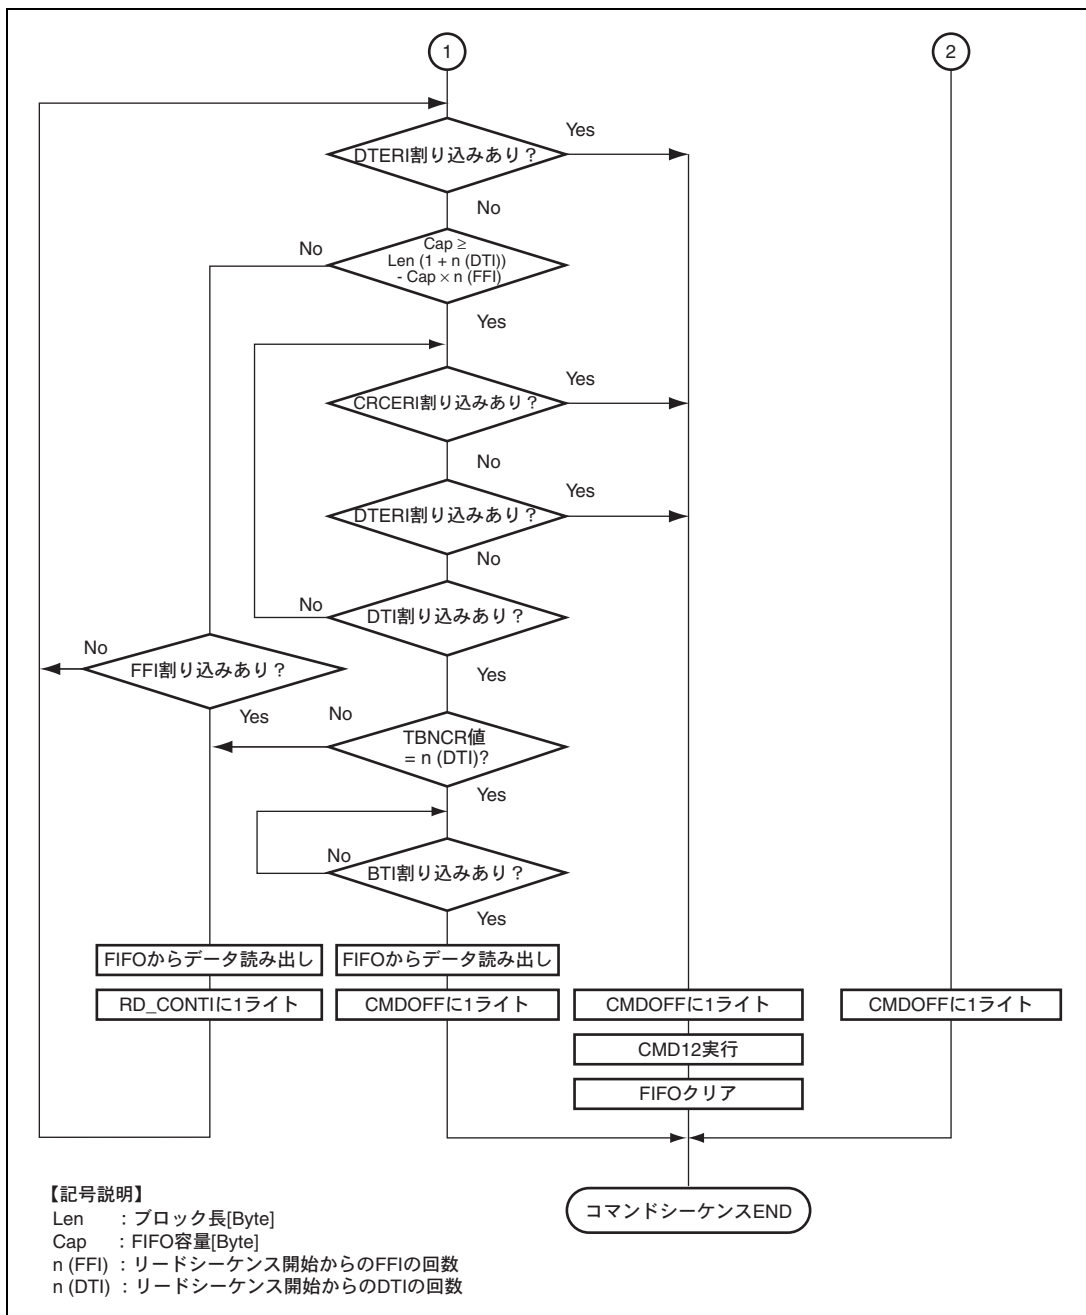 1
2
DTERI割り込みあり？
Yes
No
Cap ≥
Len (1 + n (DTI))
- Cap × n (FFI)
No
Yes
CRCERI割り込みあり？
Yes
No
DTERI割り込みあり？
Yes
No
DTI割り込みあり？
No
Yes
FFI割り込みあり？
No
Yes
TBNCR値
= n (DTI)?
No
Yes
BTI割り込みあり？
No
Yes
FIFOからデータ読み出し
FIFOからデータ読み出し
RD_CONTIに1ライト
CMDOFFに1ライト
CMDOFFに1ライト
CMDOFFに1ライト
CMD12実行
FIFOクリア
コマンドシーケンスEND
【記号説明】
Len ：ブロック長[Byte]
Cap ：FIFO容量[Byte]
n (FFI) ：リードシーケンス開始からのFFIの回数
n (DTI) ：リードシーケンス開始からのDTIの回数